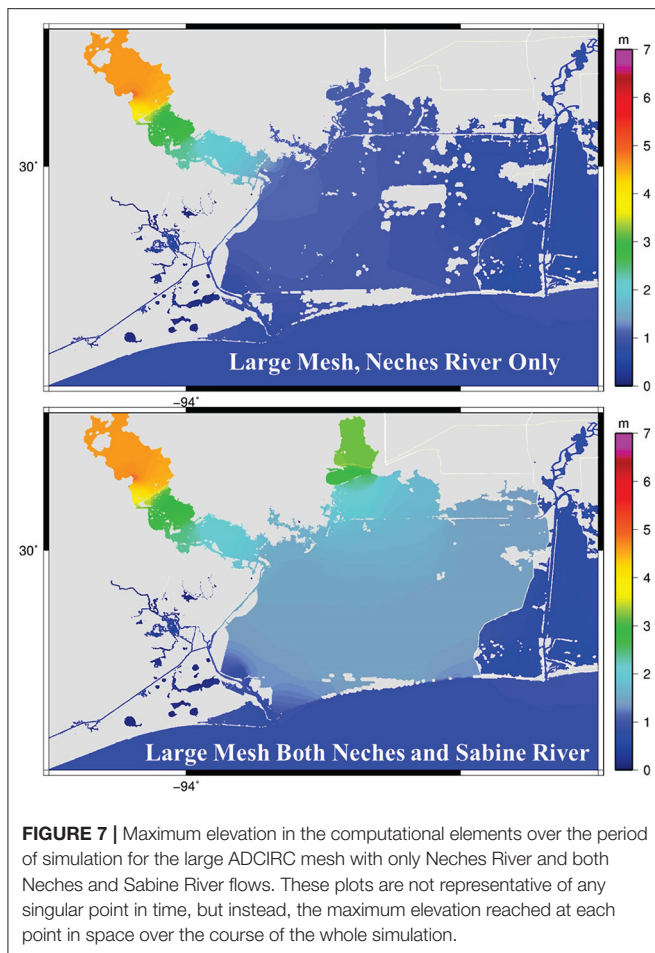 m
7
6
5
4
3
2
1
0
30°
Large Mesh, Neches River Only
−94°
m
7
6
5
4
3
2
1
0
30°
Large Mesh Both Neches and Sabine River
−94°
FIGURE 7 | Maximum elevation in the computational elements over the period
of simulation for the large ADCIRC mesh with only Neches River and both
Neches and Sabine River flows. These plots are not representative of any
singular point in time, but instead, the maximum elevation reached at each
point in space over the course of the whole simulation.